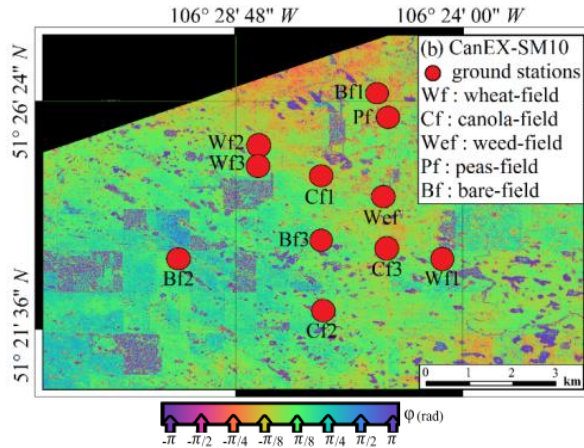 106° 28′ 48″ W
106° 24′ 00″ W
51° 26′ 24″ N
51° 21′ 36″ N
(b) CanEX-SM10
ground stations
Wf : wheat-field
Cf : canola-field
Wef : weed-field
Pf : peas-field
Bf : bare-field
Bf1
Pf
Wf2
Wf3
Cf1
Wef
Bf3
Cf3
Wf1
Bf2
Cf2
0 1 2 3
km
φ (rad)
-π -π/2 -π/4 -π/8 π/8 π/4 π/2 π